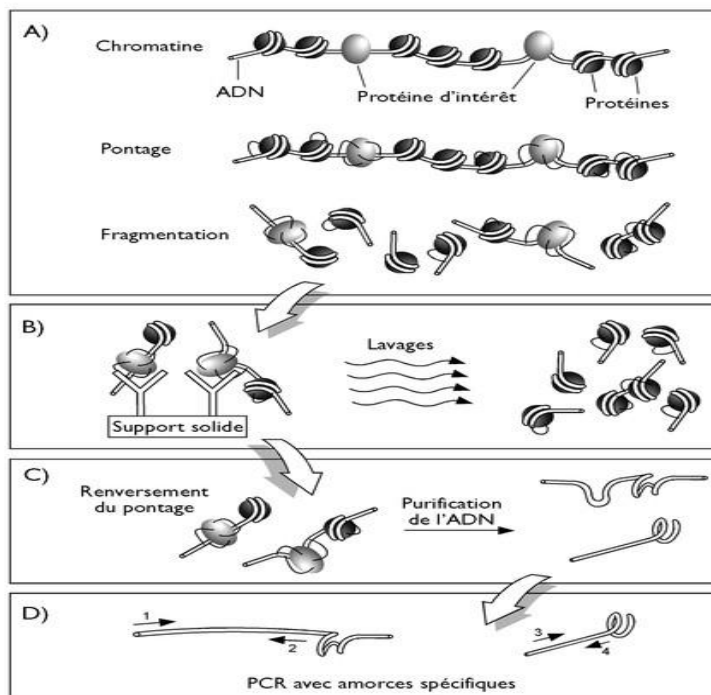 A)
Chromatine
ADN
Protéine d'intérêt
Protéines
Pontage
Fragmentation
B)
Lavages
Support solide
C)
Renversement
du pontage
Purification
de l'ADN
D)
1
2
3
4
PCR avec amorces spécifiques